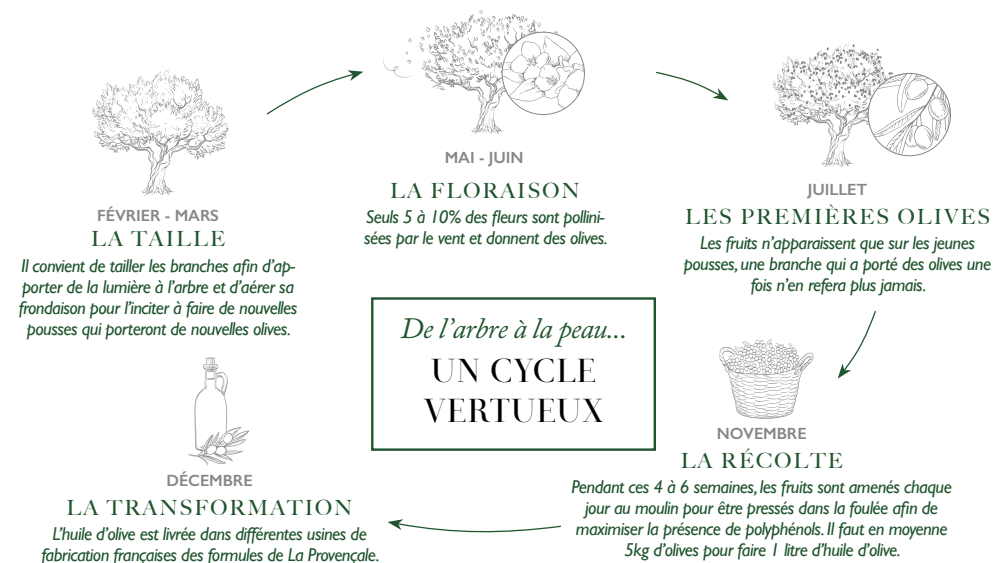 FÉVRIER - MARS
LA TAILLE
Il convient de tailler les branches afin d’ap-
porter de la lumière à l’arbre et d’aérer sa
frondaison pour l’inciter à faire de nouvelles
pousses qui porteront de nouvelles olives.
MAI - JUIN
LA FLORAISON
Seuls 5 à 10% des fleurs sont pollini-
sées par le vent et donnent des olives.
JUILLET
LES PREMIÈRES OLIVES
Les fruits n’apparaissent que sur les jeunes
pousses, une branche qui a porté des olives une
fois n’en refera plus jamais.
De l’arbre à la peau...
UN CYCLE
VERTUEUX
NOVEMBRE
LA RÉCOLTE
Pendant ces 4 à 6 semaines, les fruits sont amenés chaque
jour au moulin pour être pressés dans la foulée afin de
maximiser la présence de polyphénols. Il faut en moyenne
5kg d’olives pour faire 1 litre d’huile d’olive.
DÉCEMBRE
LA TRANSFORMATION
L’huile d’olive est livrée dans différentes usines de
fabrication françaises des formules de La Provençale.